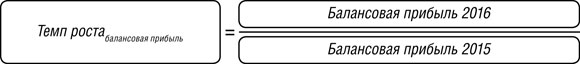 Темп роста балансовая прибыль = Балансовая прибыль 2016
Балансовая прибыль 2015